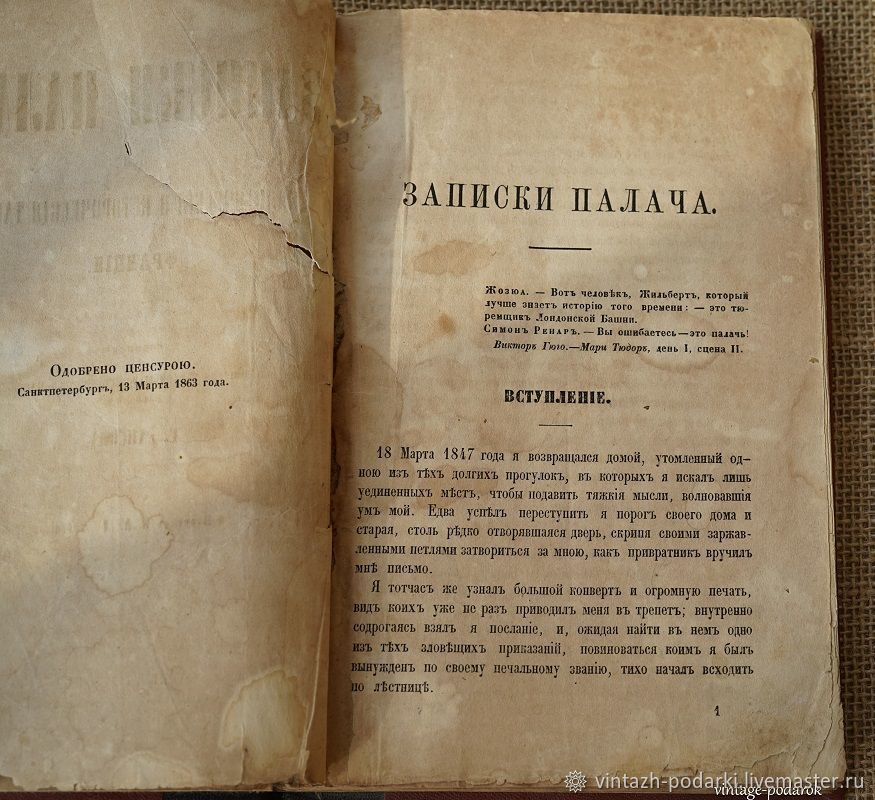 Одобрено цензурою.
Санктпетербургъ, 13 Марта 1863 года.
ЗАПИСКИ ПАЛАЧА.
Жозюа. — Вотъ человѣкъ, Жильбертъ, который
лучше знаетъ исторію того времени: — это тю-
ремщикъ Лондонской Башни.
Симонъ Ренаръ. — Вы ошибаетесь — это палачъ!
Викторъ Гюго. — Мари Тюдоръ, день I, сцена II.
ВСТУПЛЕНІЕ.
18 Марта 1847 года я возвращался домой, утомленный од-
ною изъ тѣхъ долгихъ прогулокъ, въ которыхъ я искалъ лишь
уединенныхъ мѣстъ, чтобы подавить тяжкія мысли, волновавшія
умъ мой. Едва успѣлъ переступить я порогъ своего дома и
старая, столь рѣдко отворявшаяся дверь, скрипя своими заржав-
ленными петлями затвориться за мною, какъ привратникъ вручилъ
мнѣ письмо.
Я тотчасъ же узналъ большой конвертъ и огромную печать,
видъ коихъ уже не разъ приводилъ меня въ трепетъ; внутренно
содрогаясь взялъ я посланіе, и, ожидая найти въ немъ одно
изъ тѣхъ зловѣщихъ приказаній, повиноваться коимъ я былъ
вынужденъ по своему печальному званію, тихо началъ всходить
по лѣстницѣ.
1
vintazh-podarki.livemaster.ru
vintage-podarok